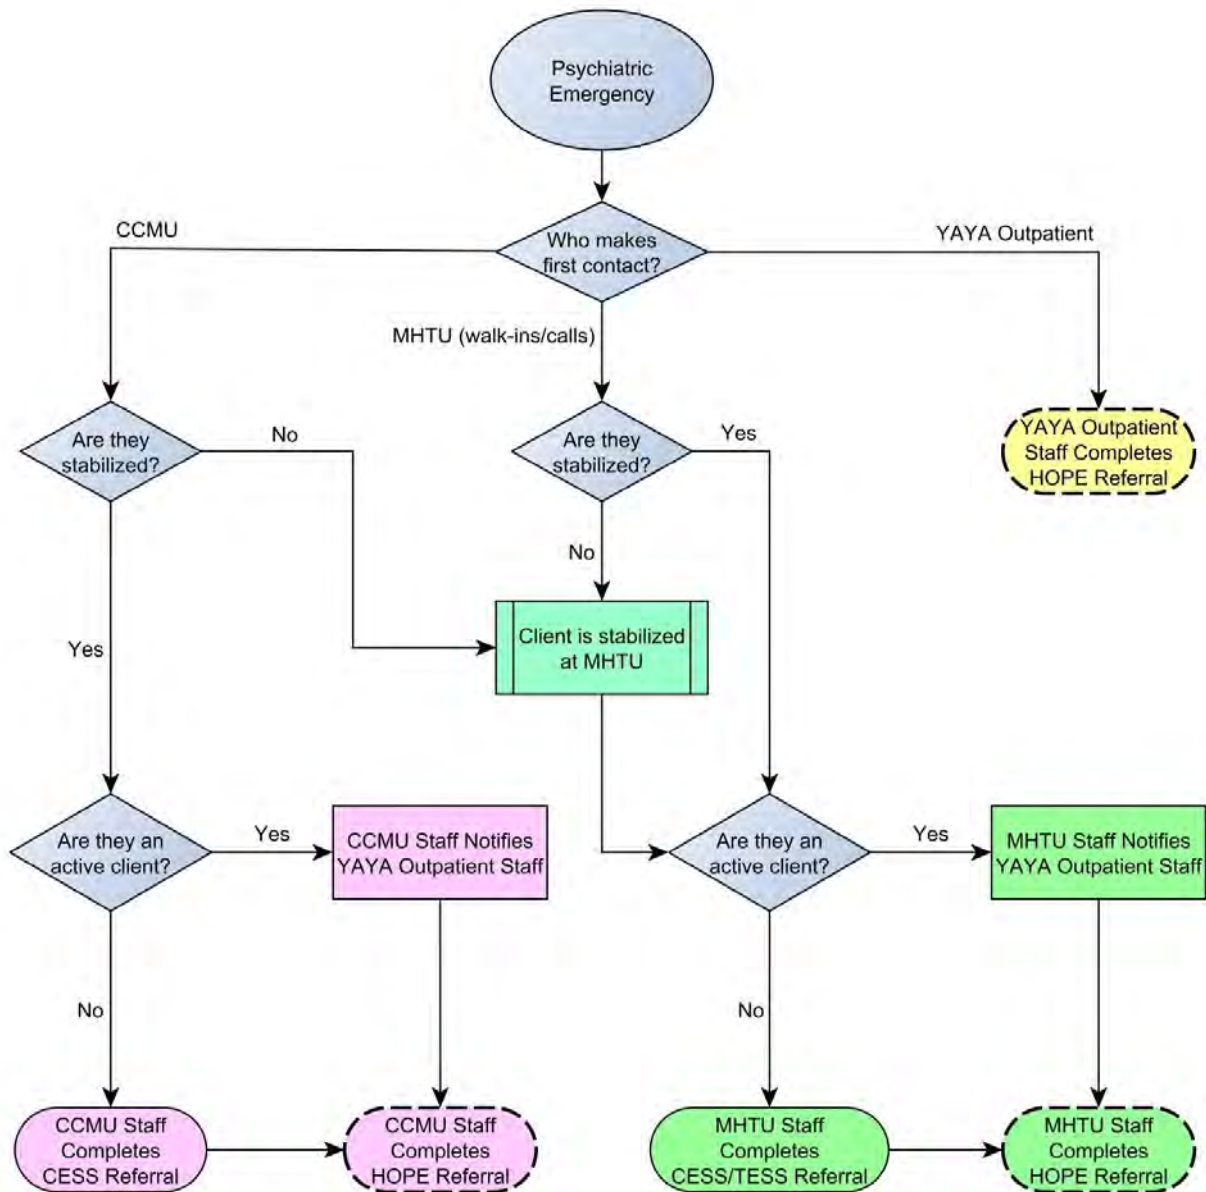 Psychiatric
Emergency
CCMU
Who makes
first contact?
YAYA Outpatient
MHTU (walk-ins/calls)
Are they
stabilized?
No
Are they
stabilized?
Yes
YAYA Outpatient
Staff Completes
HOPE Referral
No
Yes
Client is stabilized
at MHTU
Are they an
active client?
Yes
CCMU Staff Notifies
YAYA Outpatient Staff
Are they an
active client?
Yes
MHTU Staff Notifies
YAYA Outpatient Staff
No
No
CCMU Staff
Completes
CESS Referral
CCMU Staff
Completes
HOPE Referral
MHTU Staff
Completes
CESS/TESS Referral
MHTU Staff
Completes
HOPE Referral